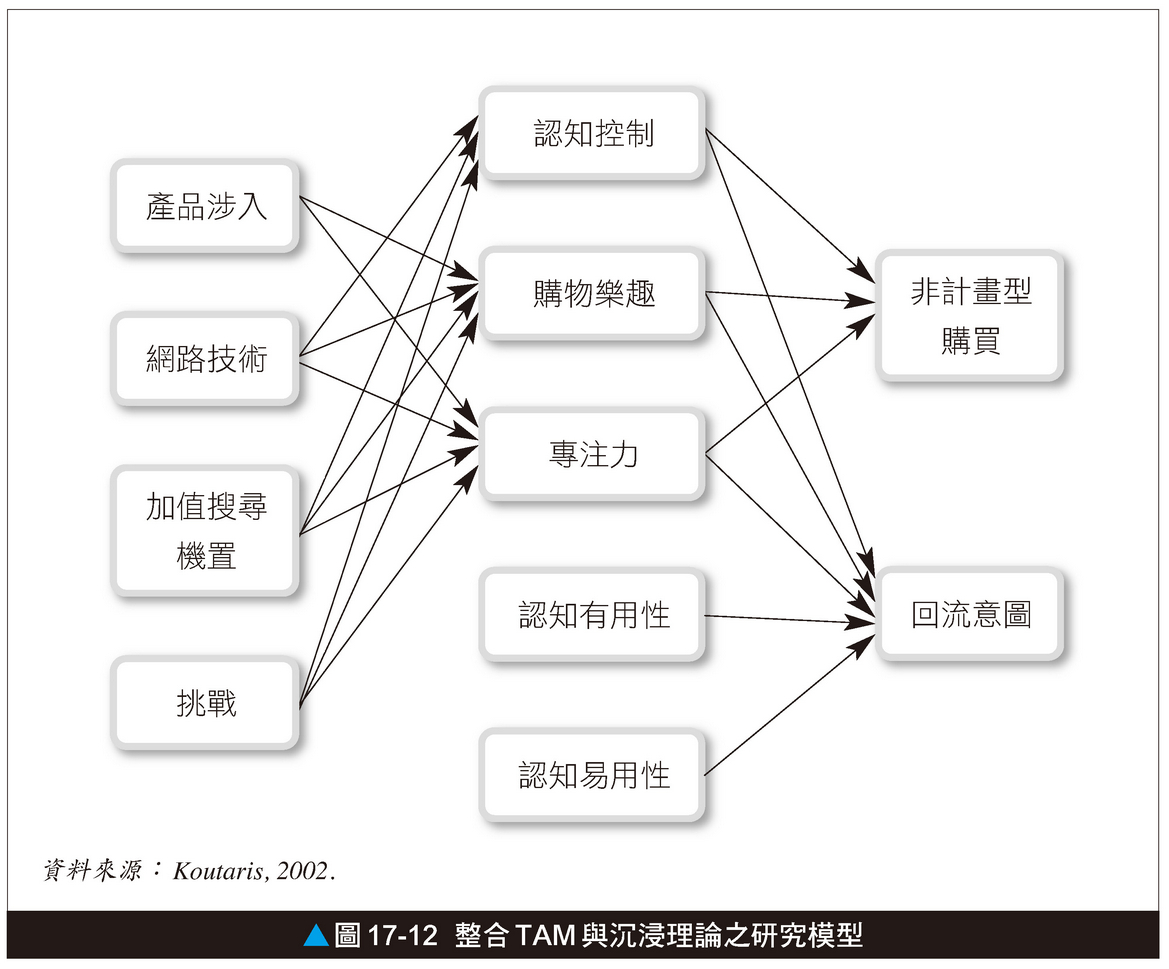 認知控制
產品涉入
購物樂趣
非計畫型
購買
網路技術
專注力
加值搜尋
機置
認知有用性
回流意圖
挑戰
認知易用性
資料來源：Koutaris, 2002.
▲圖 17-12 整合 TAM 與沉浸理論之研究模型